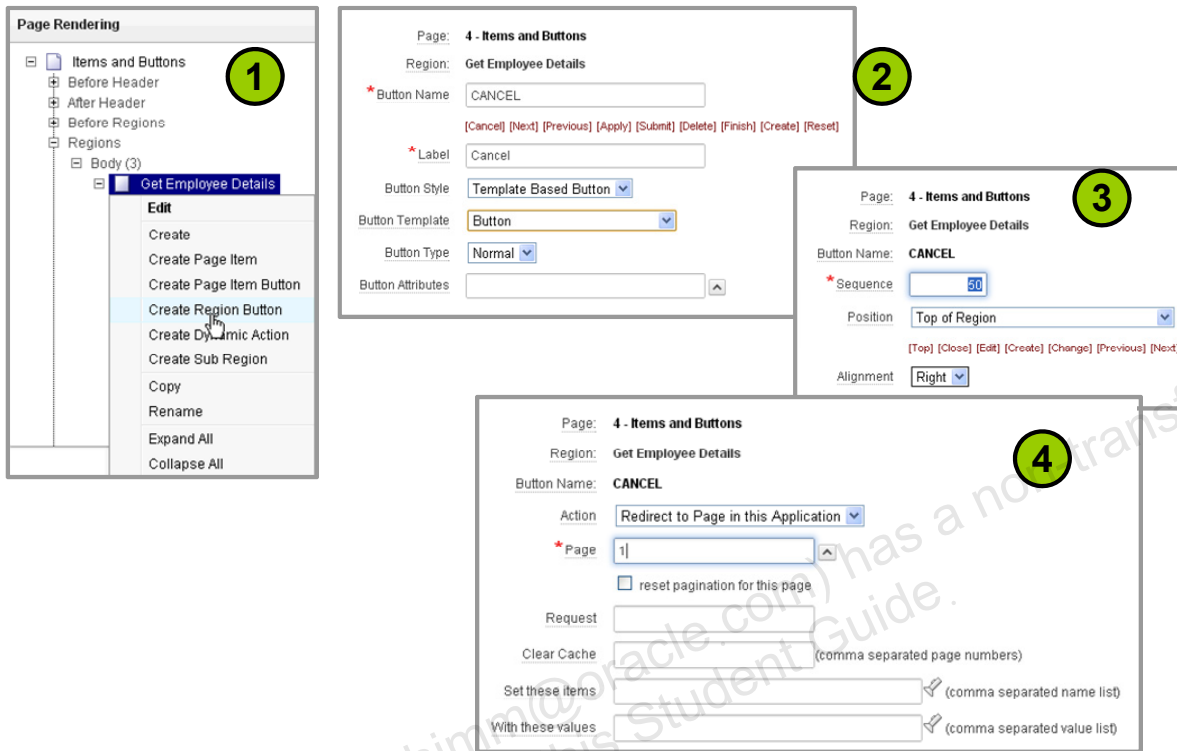 Page Rendering
1
Items and Buttons
Before Header
After Header
Before Regions
Regions
Body (3)
Get Employee Details
Edit
Create
Create Page Item
Create Page Item Button
Create Region Button
Create Dynamic Action
Create Sub Region
Copy
Rename
Expand All
Collapse All
2
Page: 4 - Items and Buttons
Region: Get Employee Details
*Button Name CANCEL
[Cancel] [Next] [Previous] [Apply] [Submit] [Delete] [Finish] [Create] [Reset]
*Label Cancel
Button Style Template Based Button
Button Template Button
Button Type Normal
Button Attributes
3
Page: 4 - Items and Buttons
Region: Get Employee Details
Button Name: CANCEL
*Sequence 50
Position Top of Region
[Top] [Close] [Edit] [Create] [Change] [Previous] [Next]
Alignment Right
4
Page: 4 - Items and Buttons
Region: Get Employee Details
Button Name: CANCEL
Action Redirect to Page in this Application
*Page 1
reset pagination for this page
Request
Clear Cache (comma separated page numbers)
Set these items (comma separated name list)
With these values (comma separated value list)
oracle.com) has a
Student Guide.